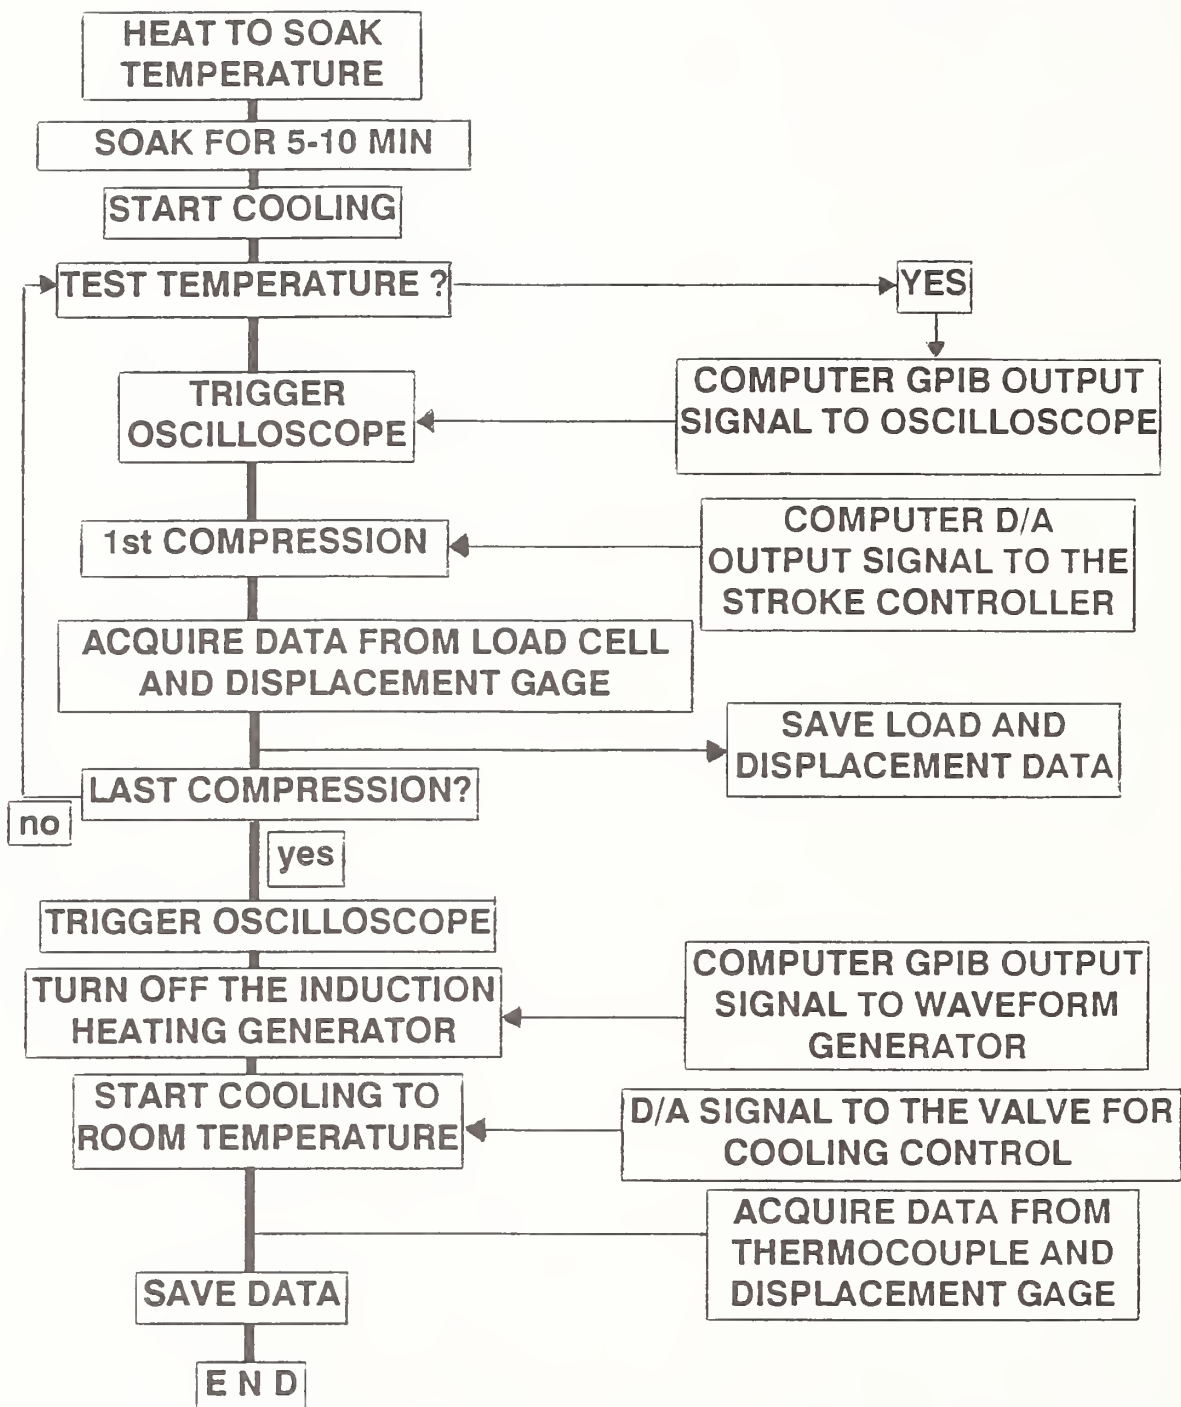 HEAT TO SOAK
TEMPERATURE
SOAK FOR 5-10 MIN
START COOLING
TEST TEMPERATURE ?
YES
TRIGGER
OSCILLOSCOPE
COMPUTER GPIB OUTPUT
SIGNAL TO OSCILLOSCOPE
1st COMPRESSION
COMPUTER D/A
OUTPUT SIGNAL TO THE
STROKE CONTROLLER
ACQUIRE DATA FROM LOAD CELL
AND DISPLACEMENT GAGE
SAVE LOAD AND
DISPLACEMENT DATA
LAST COMPRESSION?
no
yes
TRIGGER OSCILLOSCOPE
TURN OFF THE INDUCTION
HEATING GENERATOR
COMPUTER GPIB OUTPUT
SIGNAL TO WAVEFORM
GENERATOR
START COOLING TO
ROOM TEMPERATURE
D/A SIGNAL TO THE VALVE FOR
COOLING CONTROL
ACQUIRE DATA FROM
THERMOCOUPLE AND
DISPLACEMENT GAGE
SAVE DATA
E N D